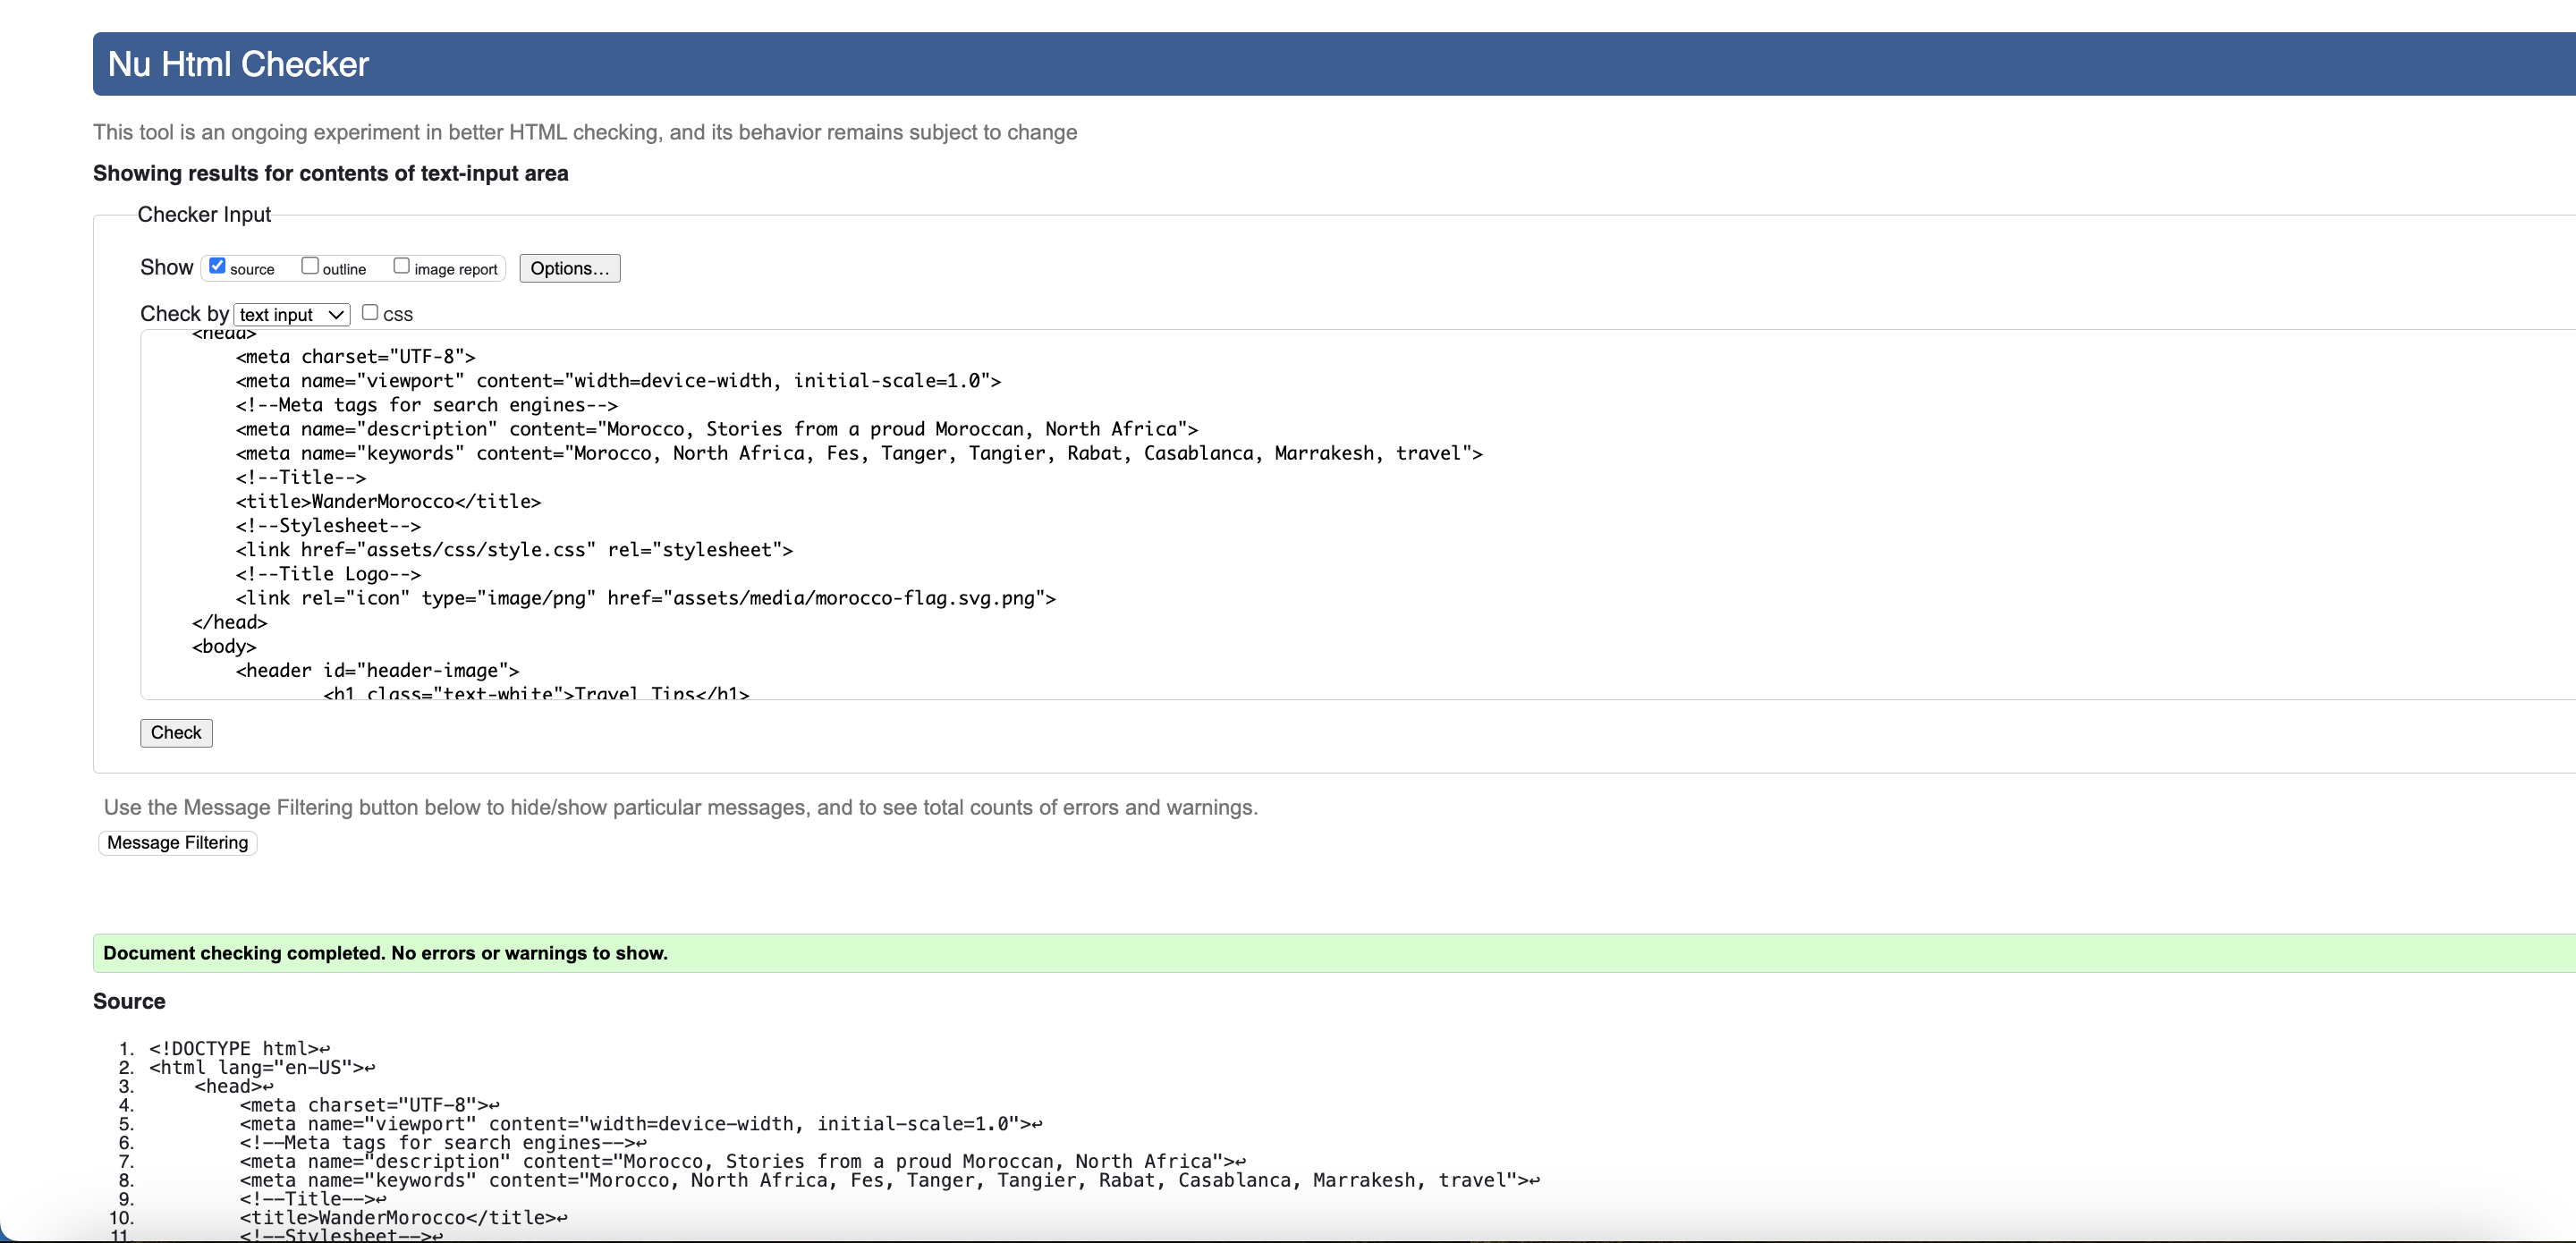 Nu Html Checker
This tool is an ongoing experiment in better HTML checking, and its behavior remains subject to change
Showing results for contents of text-input area
Checker Input
Show source outline image report Options...
Check by text input CSS
<head>
<meta charset="UTF-8">
<meta name="viewport" content="width=device-width, initial-scale=1.0">
<!--Meta tags for search engines-->
<meta name="description" content="Morocco, Stories from a proud Moroccan, North Africa">
<meta name="keywords" content="Morocco, North Africa, Fes, Tanger, Tangier, Rabat, Casablanca, Marrakesh, travel">
<!--Title-->
<title>WanderMorocco</title>
<!--Stylesheet-->
<link href="assets/css/style.css" rel="stylesheet">
<!--Title Logo-->
<link rel="icon" type="image/png" href="assets/media/morocco-flag.svg.png">
</head>
<body>
<header id="header-image">
<h1 class="text-white">Travel Tips</h1>
Check
Use the Message Filtering button below to hide/show particular messages, and to see total counts of errors and warnings.
Message Filtering
Document checking completed. No errors or warnings to show.
Source
1. <!DOCTYPE html>↩
2. <html lang="en-US">↩
3. <head>↩
4. <meta charset="UTF-8">↩
5. <meta name="viewport" content="width=device-width, initial-scale=1.0">↩
6. <!--Meta tags for search engines-->↩
7. <meta name="description" content="Morocco, Stories from a proud Moroccan, North Africa">↩
8. <meta name="keywords" content="Morocco, North Africa, Fes, Tanger, Tangier, Rabat, Casablanca, Marrakesh, travel">↩
9. <!--Title-->↩
10. <title>WanderMorocco</title>↩
11. <!--Stylesheet-->↩